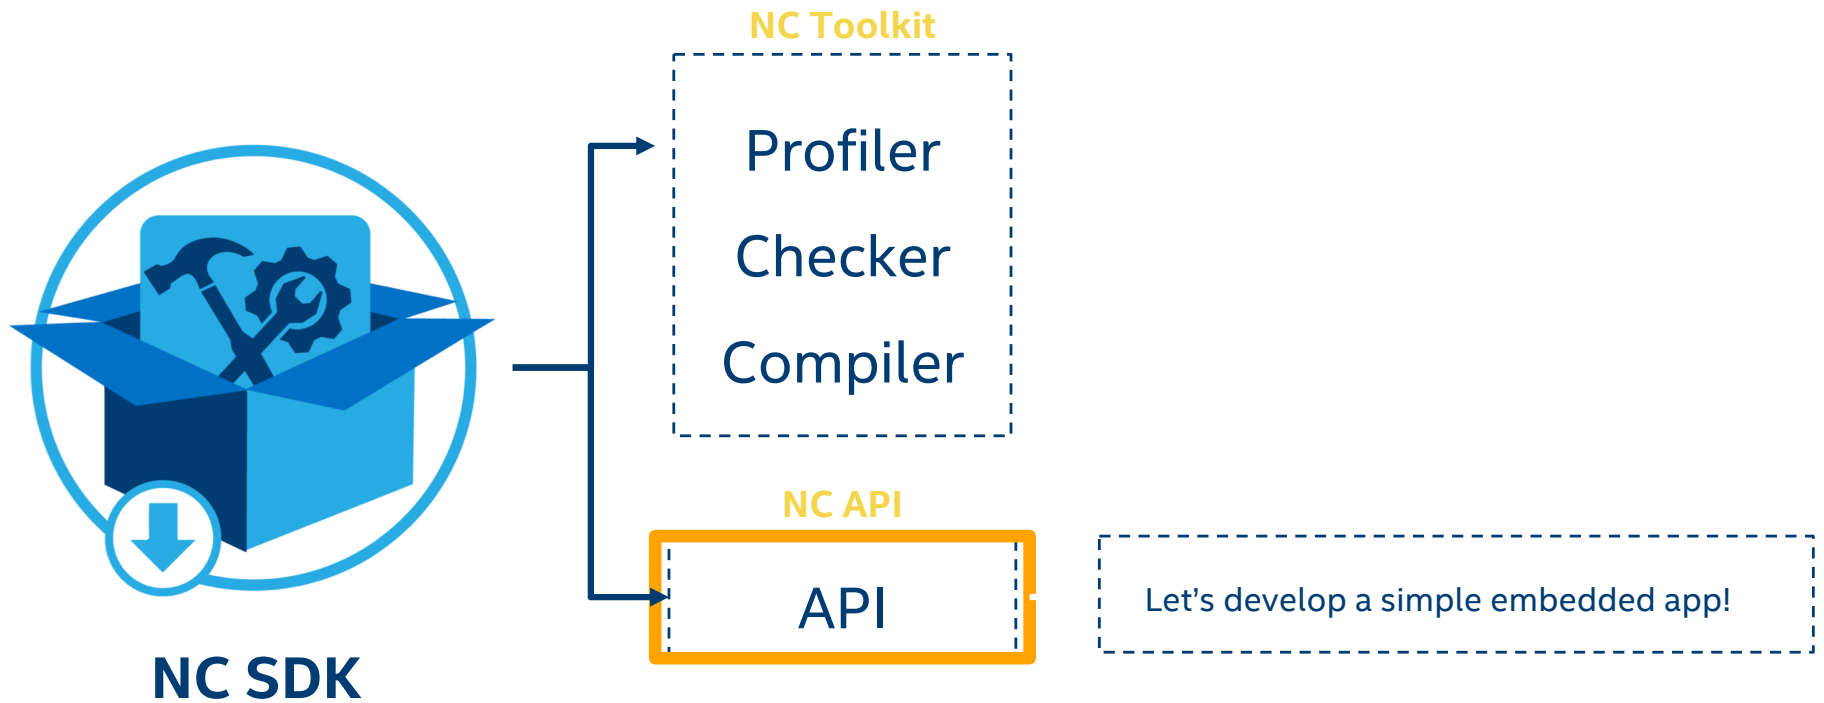 NC Toolkit
Profiler
Checker
Compiler
NC API
API
Let's develop a simple embedded app!
NC SDK